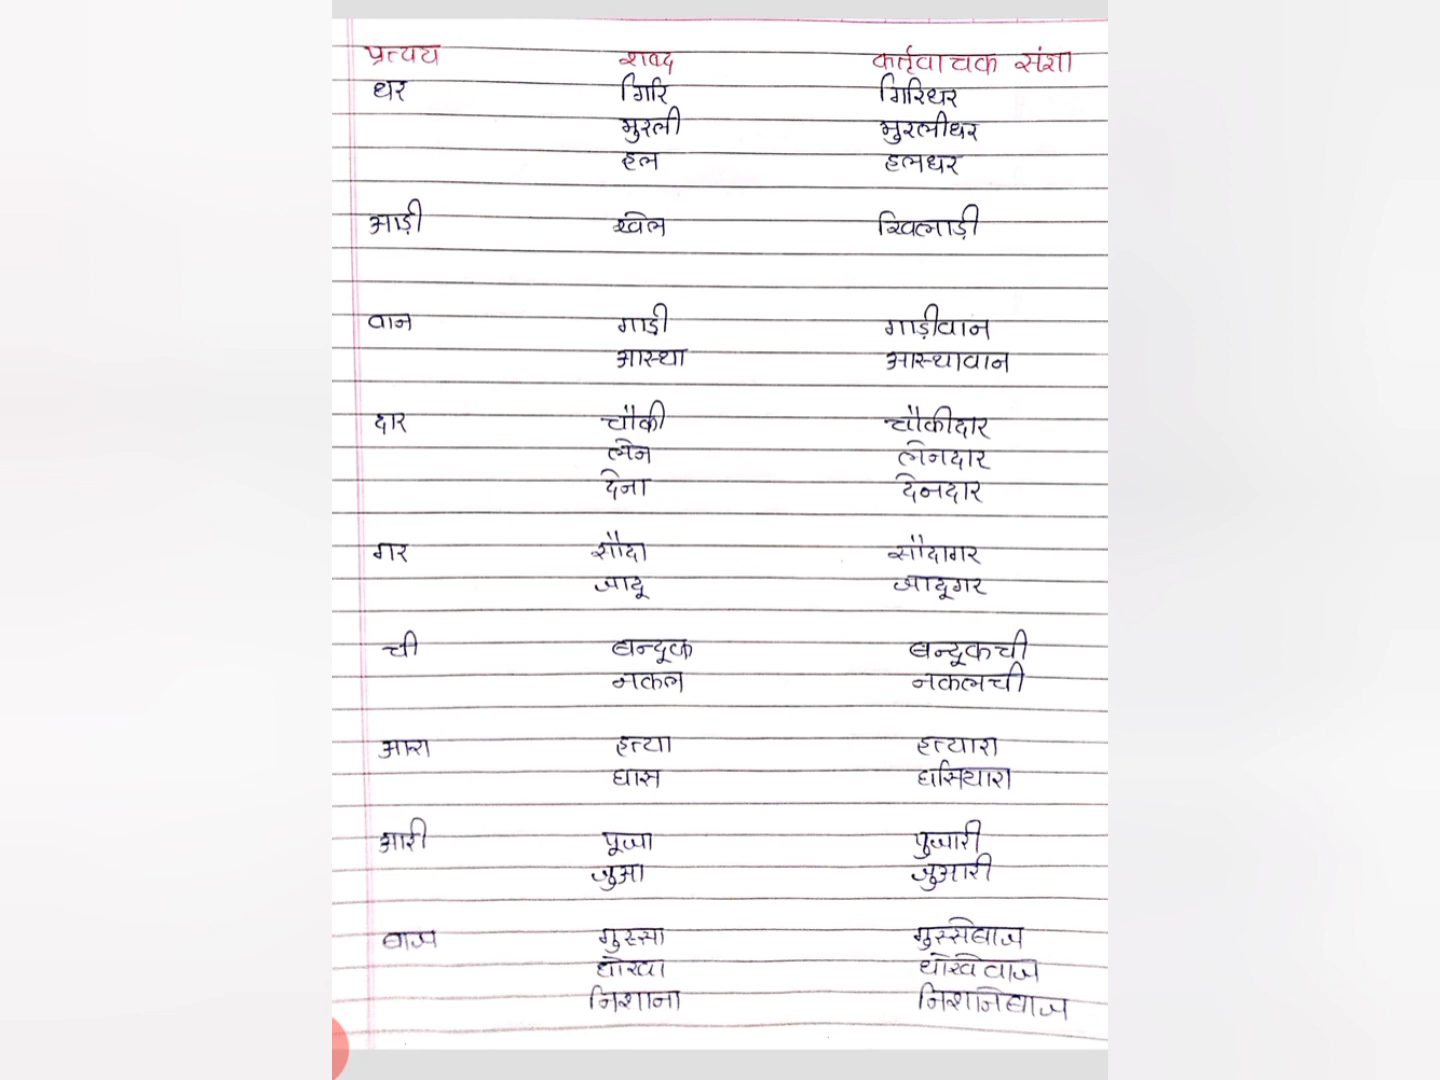 प्रत्यय शब्द कर्तृवाचक संज्ञा
धर गिरि गिरिधर
मुरली मुरलीधर
हल हलधर
आड़ी खेल खिलाड़ी
वान गाड़ी गाड़ीवान
आस्था आस्थावान
दार चौकी चौकीदार
लेन लेनदार
देना देनदार
गर सौदा सौदागर
जादू जादूगर
ची बन्दूक बन्दूकची
नकल नकलची
आरा हत्या हत्यारा
घास घसियारा
आरी पूजा पुजारी
जुआ जुआरी
बाज गुस्सा गुस्सेबाज
धोखा धोखेबाज
निशाना निशानेबाज